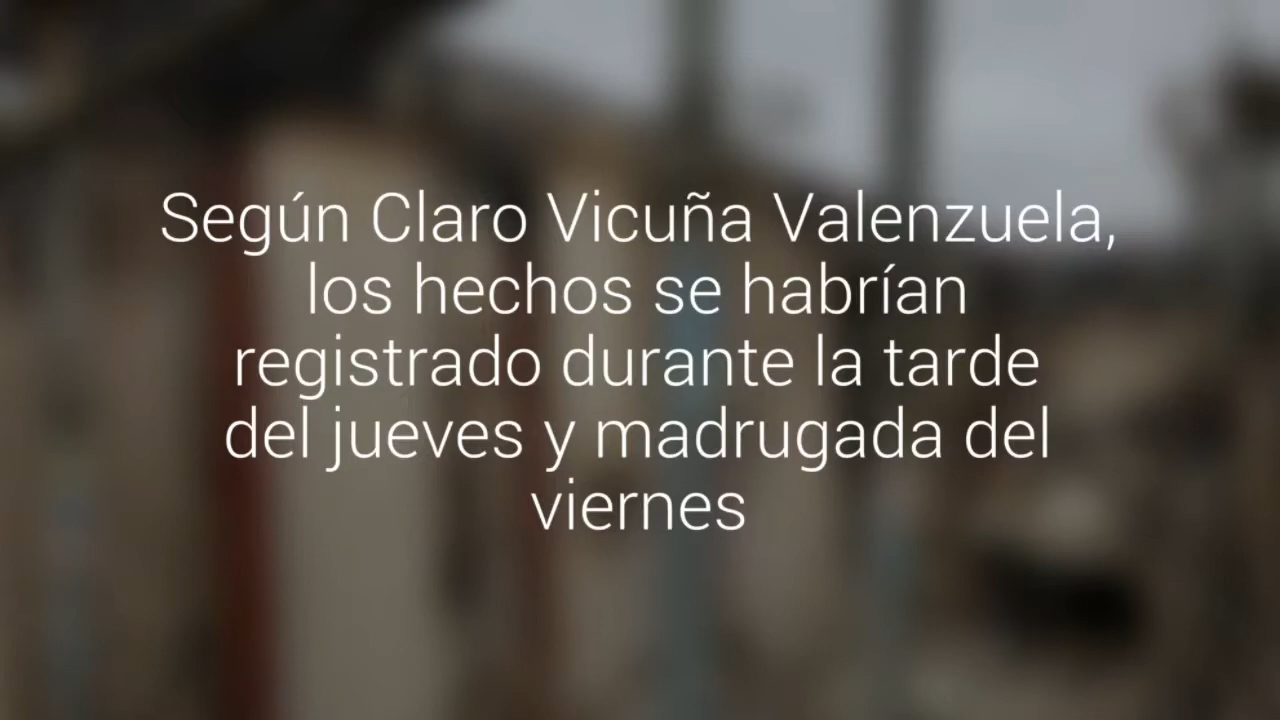 Según Claro Vicuña Valenzuela,
los hechos se habrían
registrado durante la tarde
del jueves y madrugada del
viernes